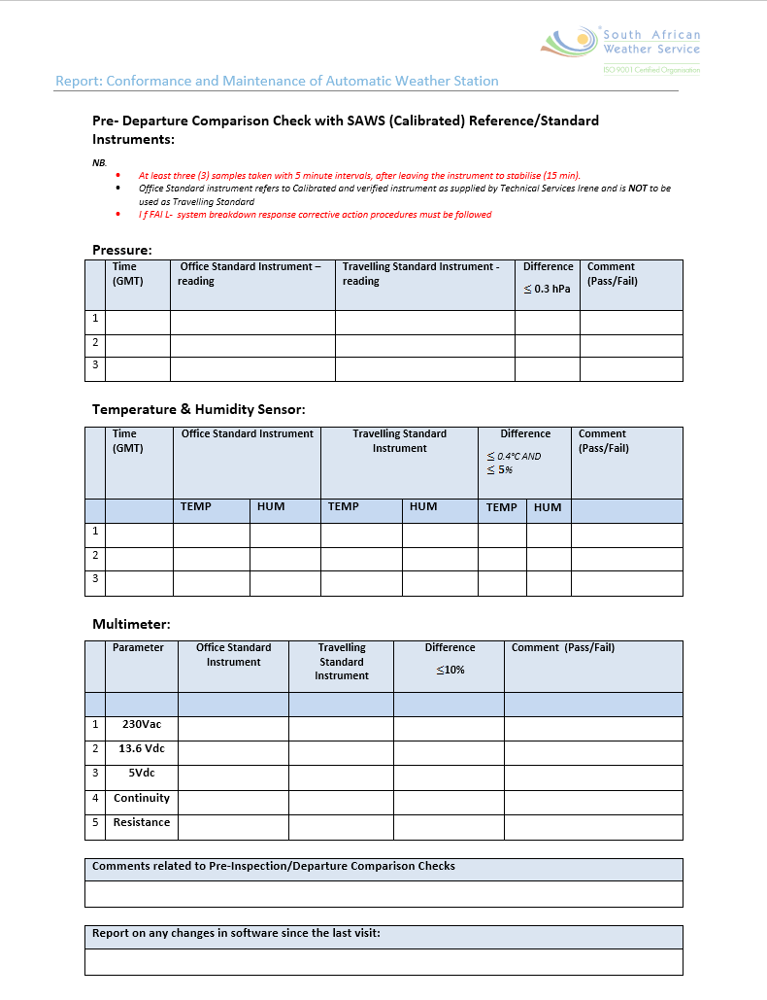 South African
Weather Service
ISO 9001 Certified Organisation
Report: Conformance and Maintenance of Automatic Weather Station
Pre- Departure Comparison Check with SAWS (Calibrated) Reference/Standard
Instruments:
NB.
• At least three (3) samples taken with 5 minute intervals, after leaving the instrument to stabilise (15 min).
• Office Standard instrument refers to Calibrated and verified instrument as supplied by Technical Services Irene and is NOT to be
used as Travelling Standard
• I f FAI L- system breakdown response corrective action procedures must be followed
Pressure:
Time Office Standard Instrument – Travelling Standard Instrument - Difference Comment
(GMT) reading reading ≤ 0.3 hPa (Pass/Fail)
1
2
3
Temperature & Humidity Sensor:
Time Office Standard Instrument Travelling Standard Difference Comment
(GMT) Instrument (Pass/Fail)
≤ 0.4°C AND
≤ 5%
TEMP HUM TEMP HUM TEMP HUM
1
2
3
Multimeter:
Parameter Office Standard Travelling Difference Comment (Pass/Fail)
Instrument Standard
Instrument ≤10%
1 230Vac
2 13.6 Vdc
3 5Vdc
4 Continuity
5 Resistance
Comments related to Pre-Inspection/Departure Comparison Checks
Report on any changes in software since the last visit: